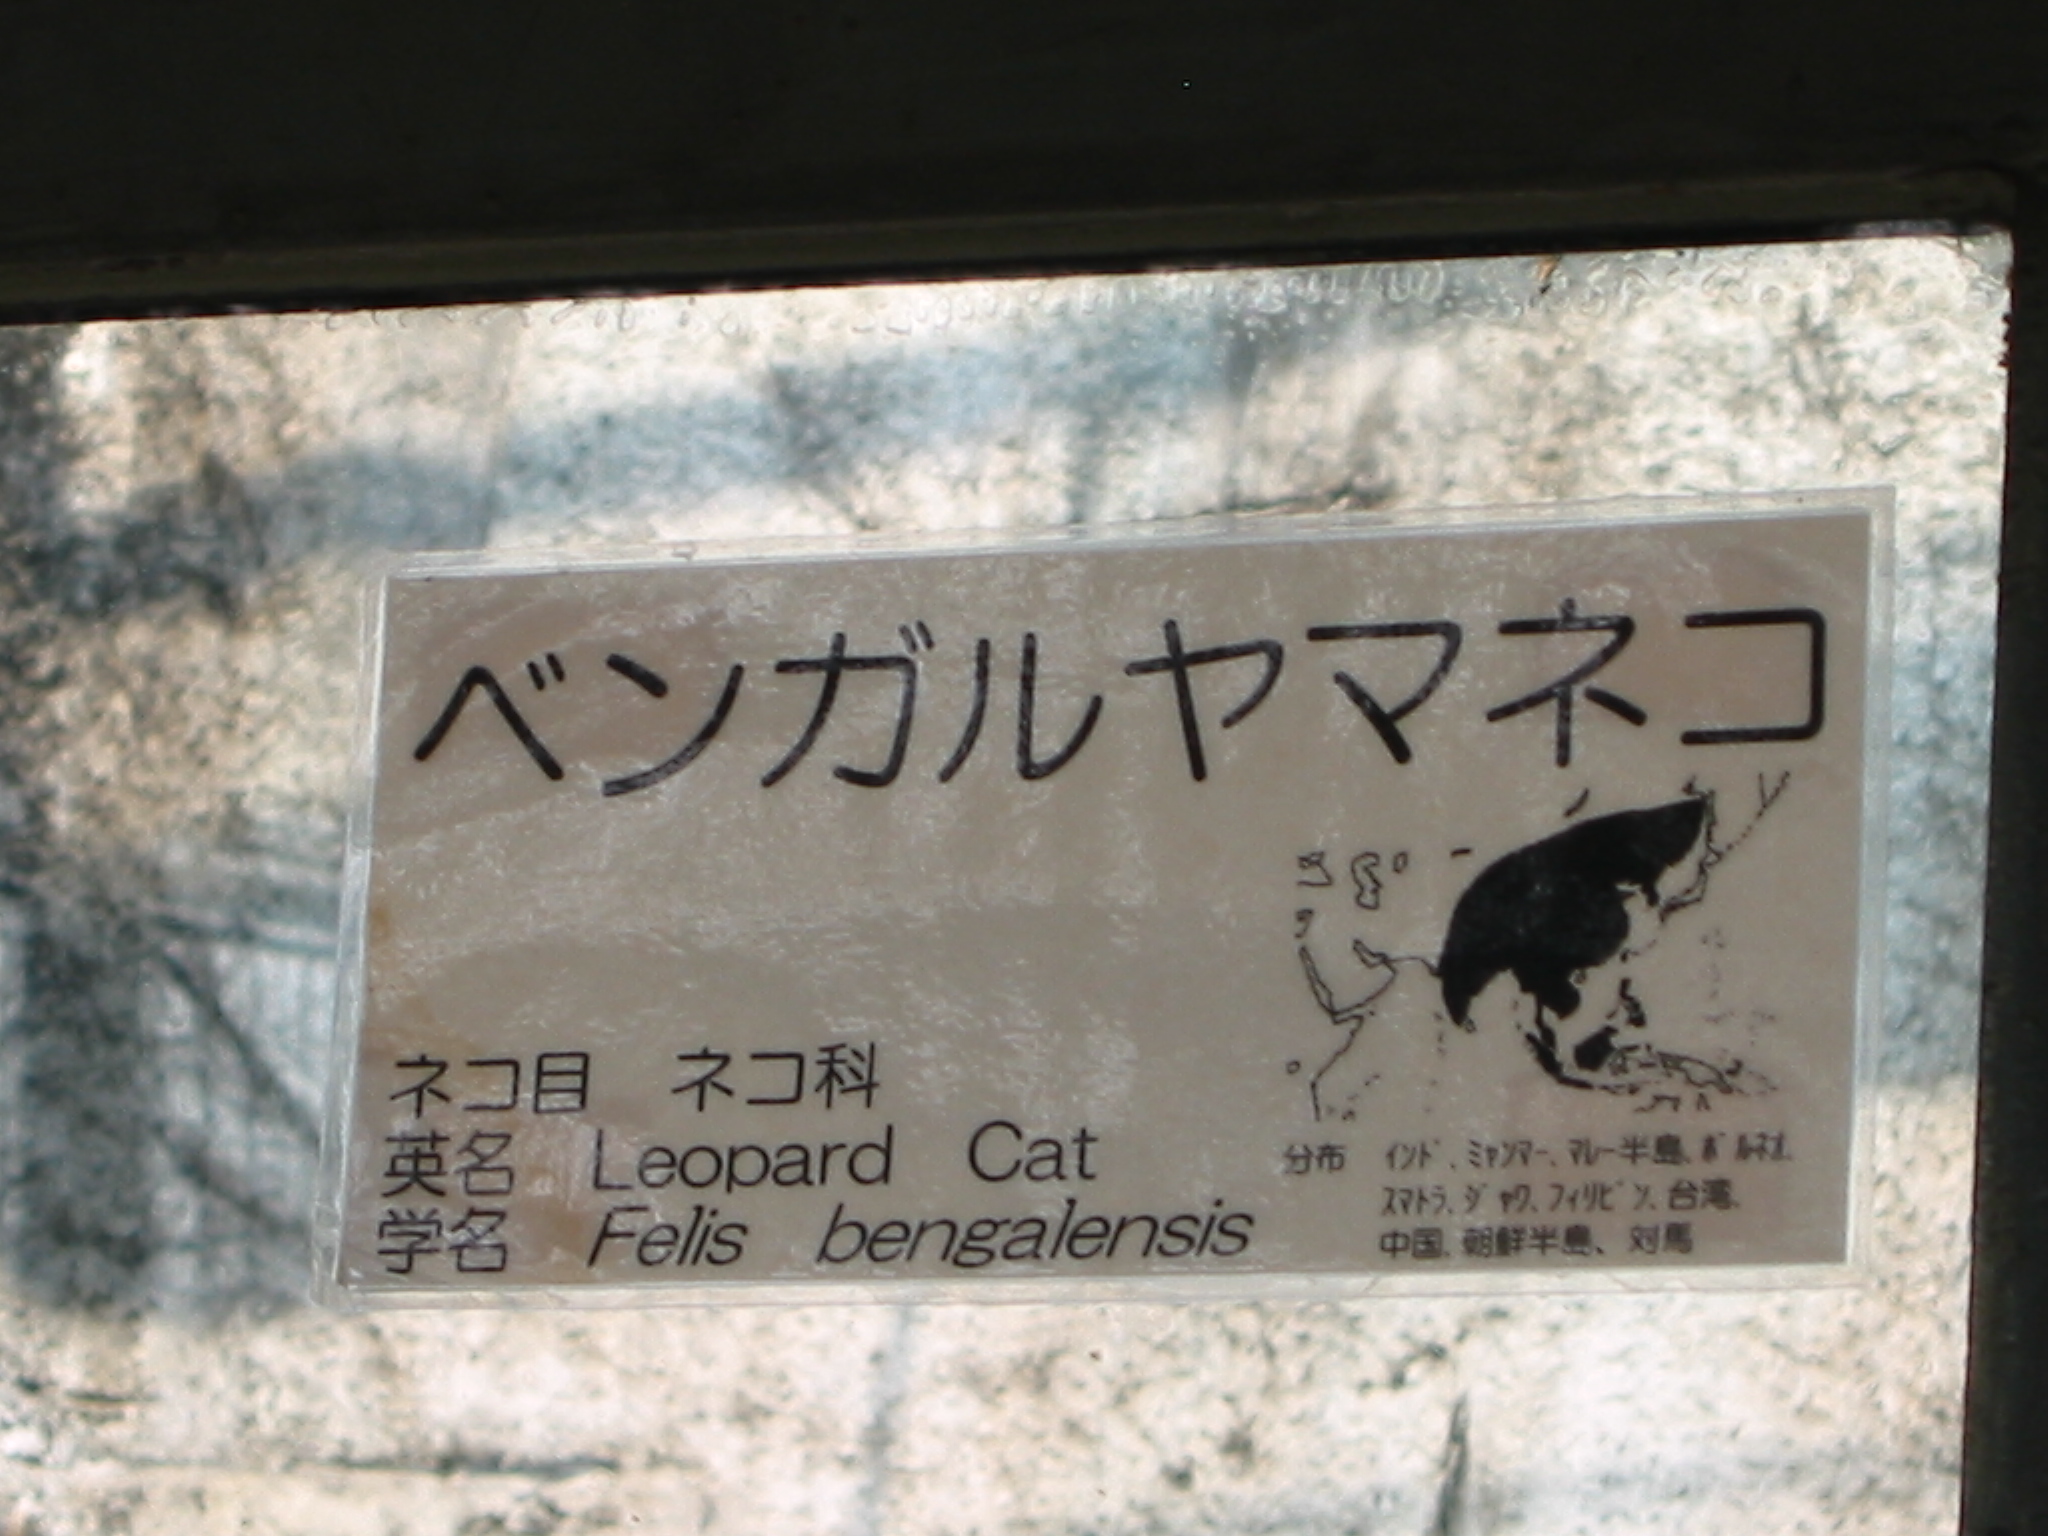 ベンガルヤマネコ
ネコ目　ネコ科
英名　Leopard　Cat
学名　Felis　bengalensis
分布　ｲﾝﾄﾞ、ﾐｬﾝﾏｰ、ﾏﾚｰ半島、ﾎﾞﾙﾈｵ、
ｽﾏﾄﾗ、ｼﾞｬﾜ、ﾌｨﾘﾋﾟﾝ、台湾、
中国、朝鮮半島、対馬